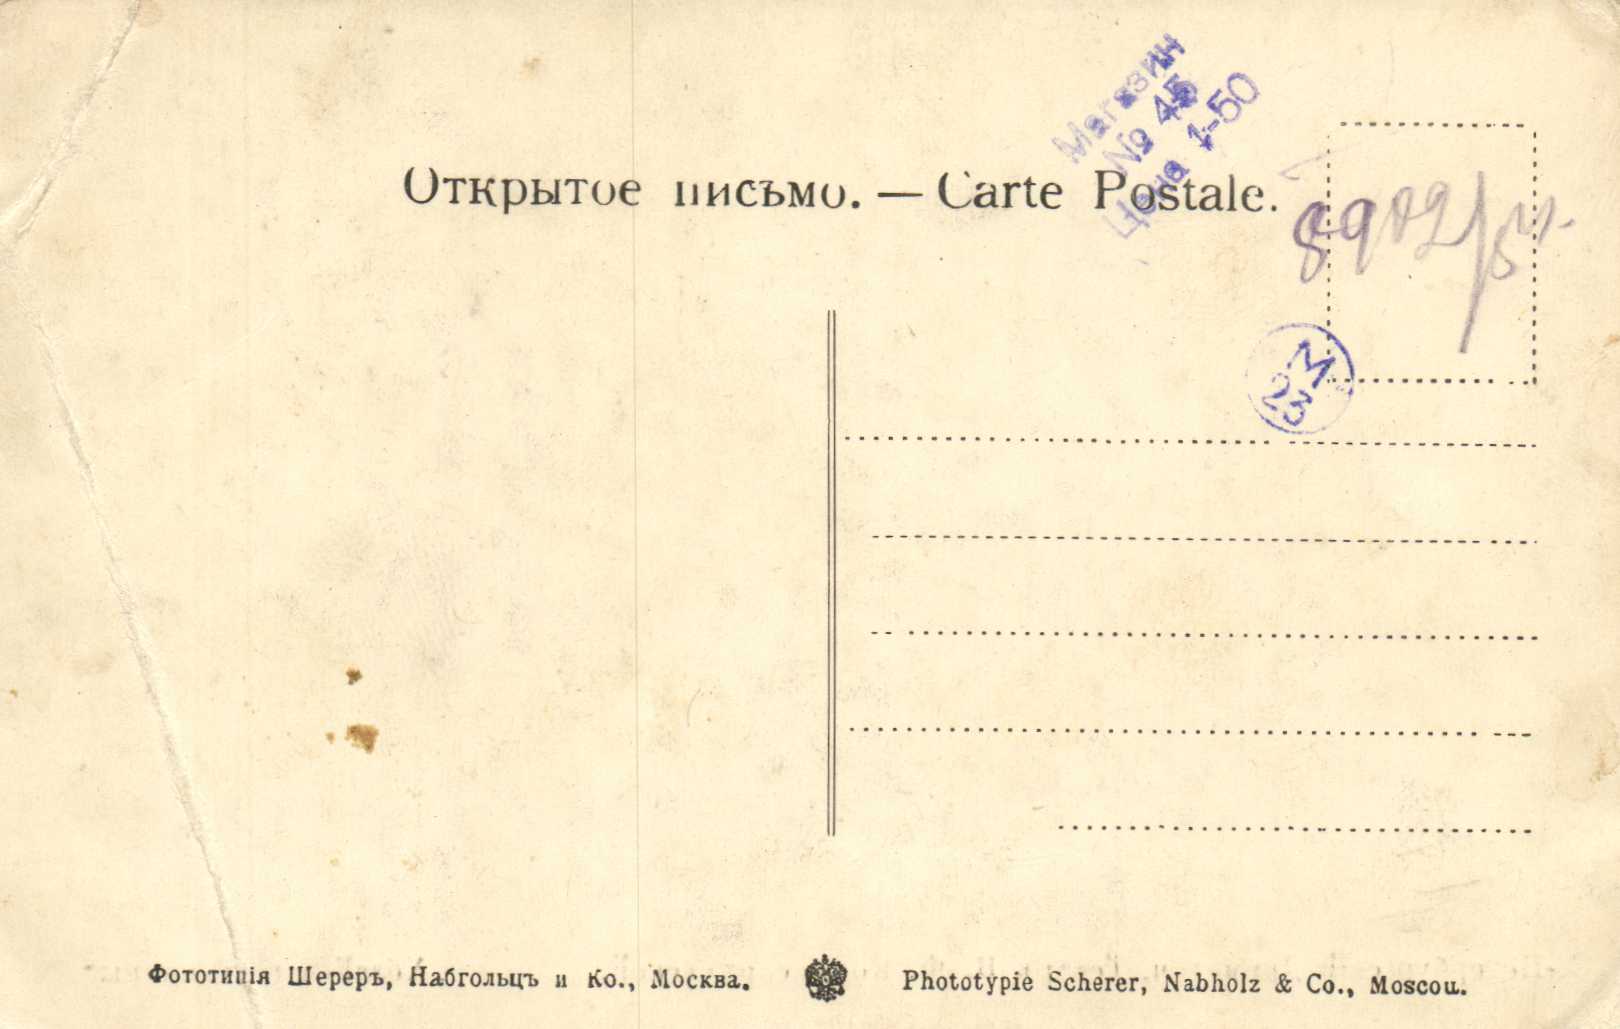 Магазин
№ 45
Цена 1-50
Открытое письмо. — Carte Postale.
М
23
Фототипія Шереръ, Набгольцъ и Ко., Москва.
Phototypie Scherer, Nabholz & Co., Moscou.